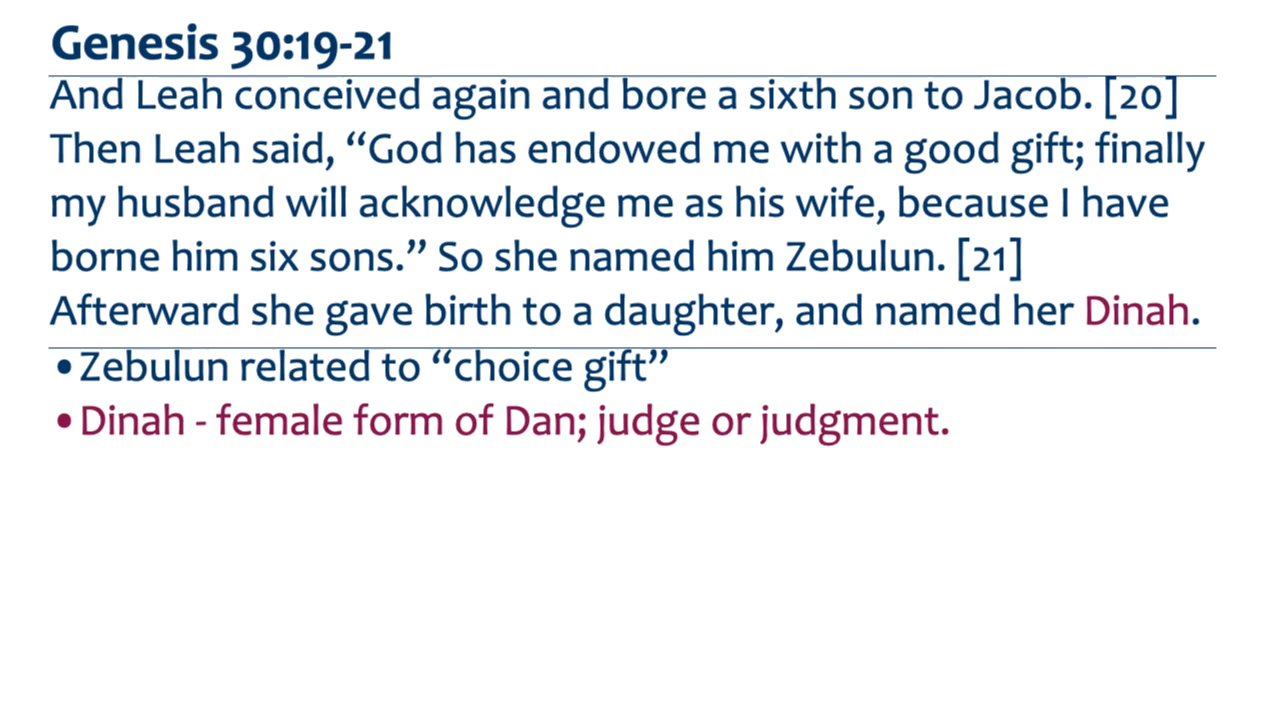 Genesis 30:19-21
And Leah conceived again and bore a sixth son to Jacob. [20]
Then Leah said, “God has endowed me with a good gift; finally
my husband will acknowledge me as his wife, because I have
borne him six sons.” So she named him Zebulun. [21]
Afterward she gave birth to a daughter, and named her Dinah.
•Zebulun related to “choice gift”
•Dinah - female form of Dan; judge or judgment.